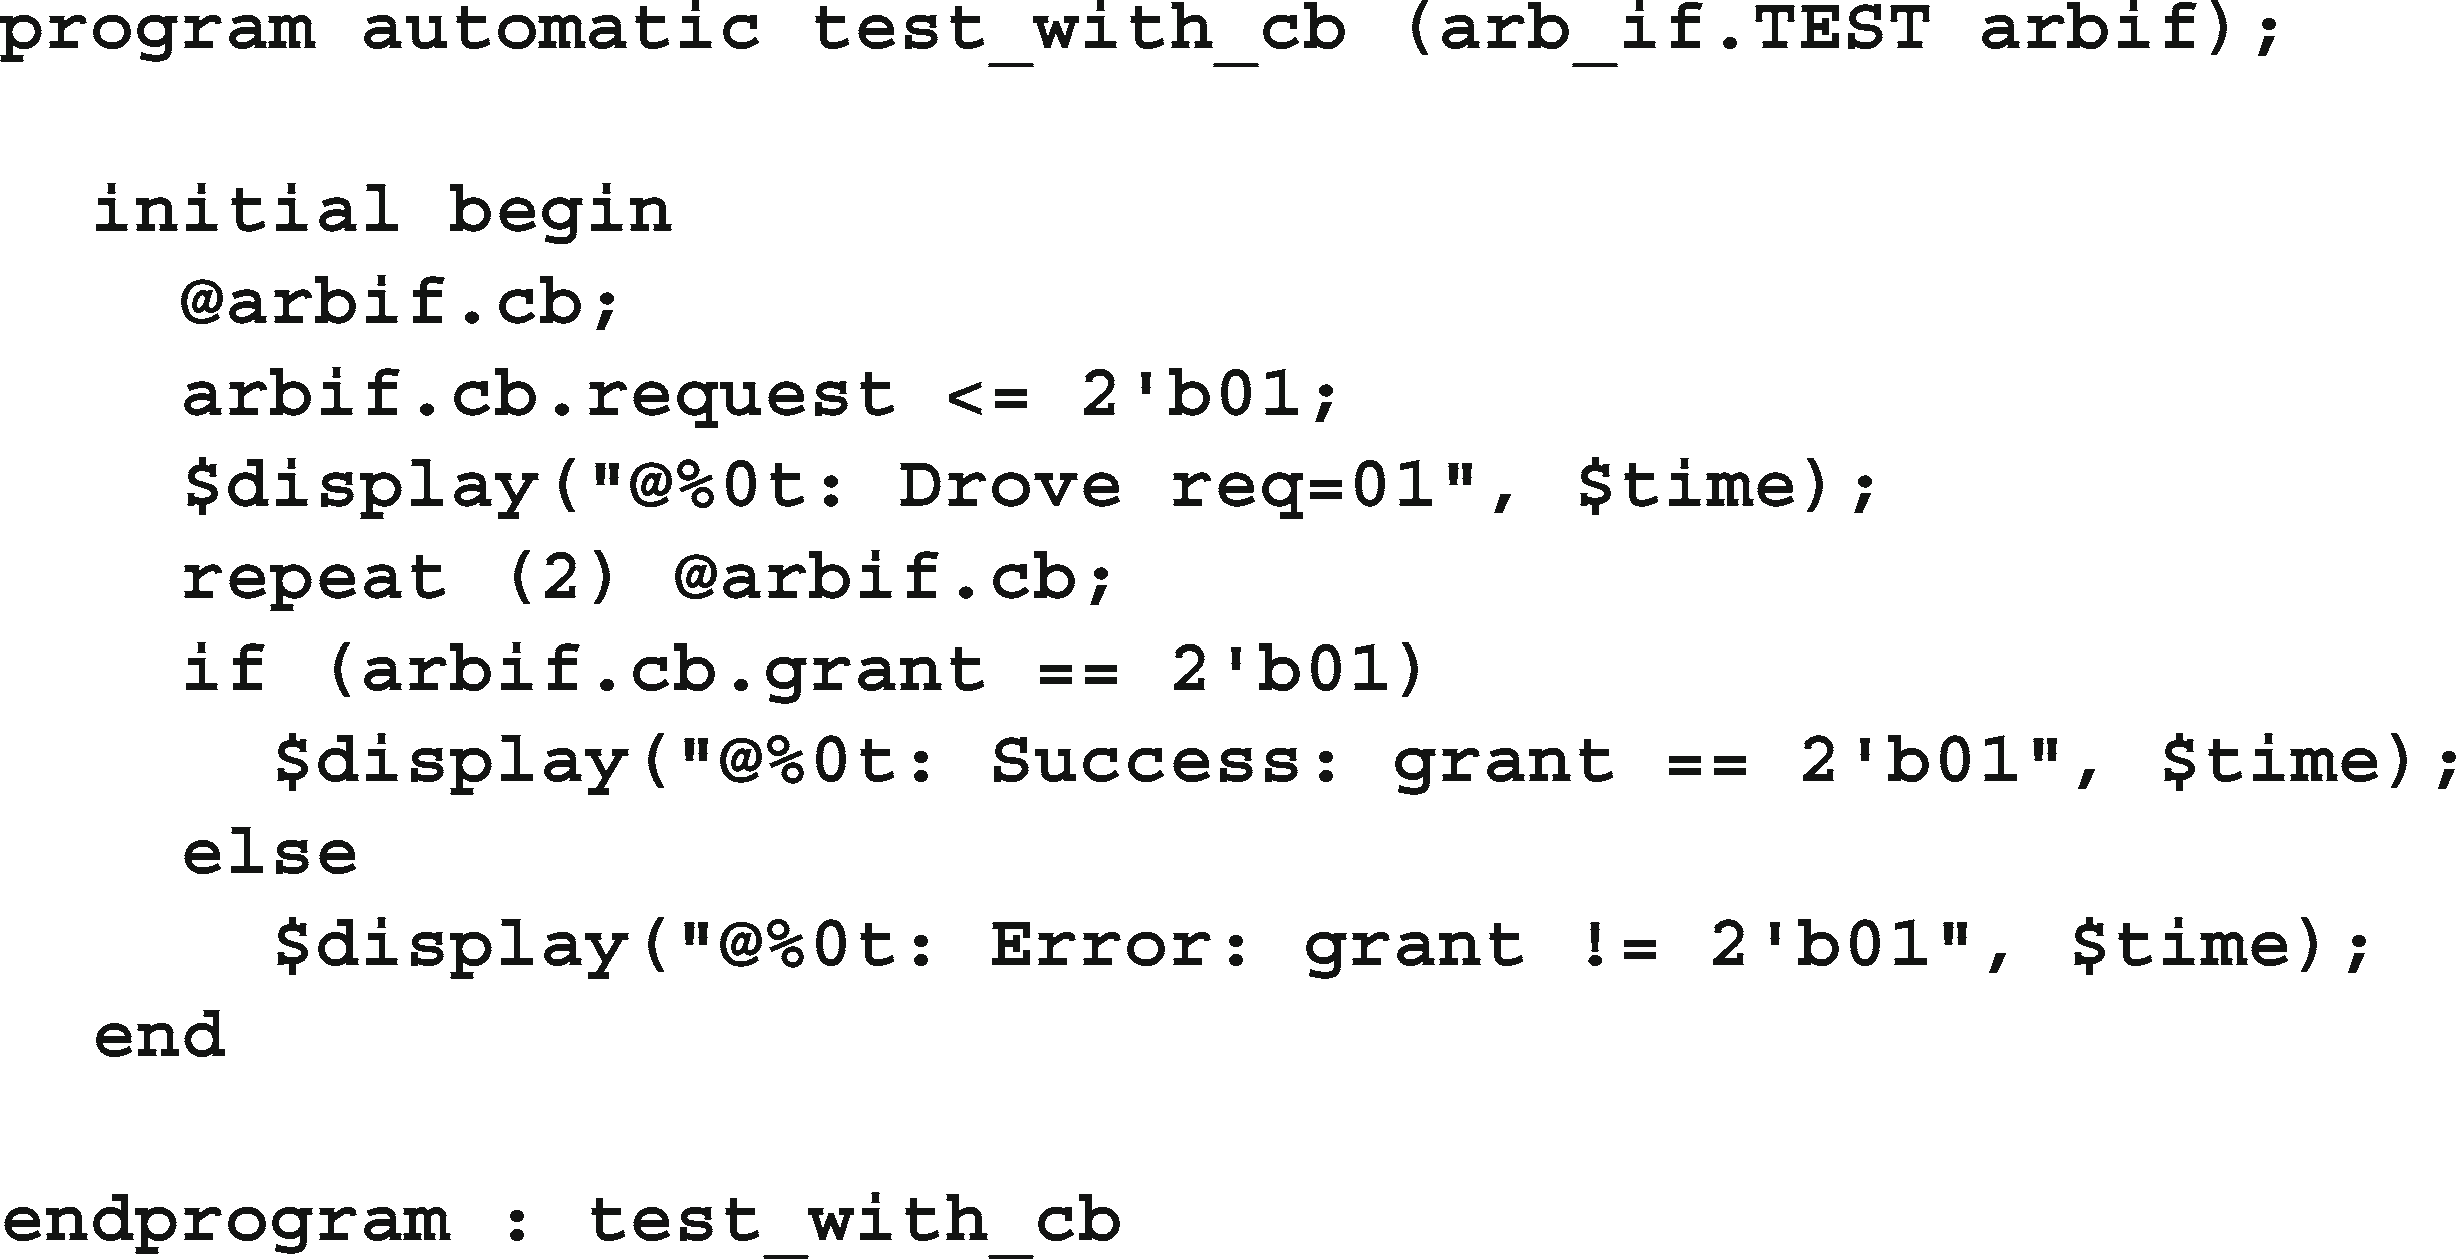 program automatic test_with_cb (arb_if.TEST arbif);
initial begin
@arbif.cb;
arbif.cb.request <= 2'b01;
$display("@%0t: Drove req=01", $time);
repeat (2) @arbif.cb;
if (arbif.cb.grant == 2'b01)
$display("@%0t: Success: grant == 2'b01", $time);
else
$display("@%0t: Error: grant != 2'b01", $time);
end
endprogram : test_with_cb